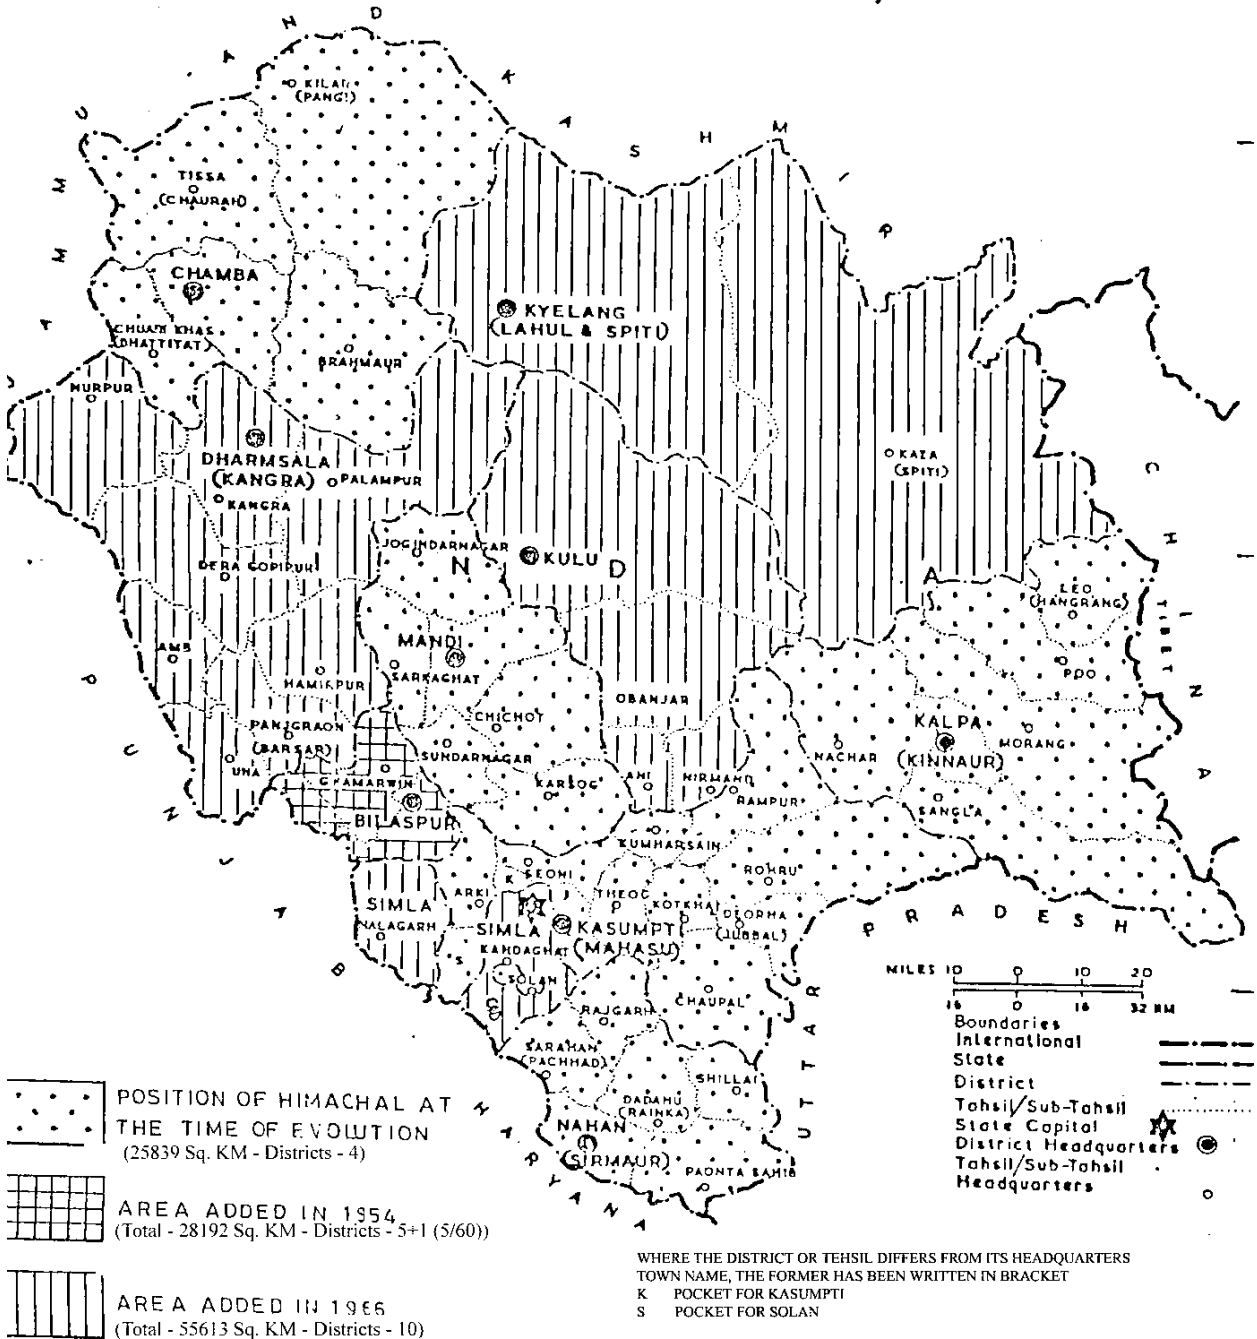 JAMMU AND KASHMIR
KILAR
(PANGI)
TISSA
(CHAURAH)
CHAMBA
CHUARI KHAS
(BHATTITAT)
BRAHMAUR
KYELANG
(LAHUL & SPITI)
NURPUR
DHARMSALA
(KANGRA)
PALAMPUR
KANGRA
KAZA
(SPITI)
JOGINDARNAGAR
KULU
N D A
DERA GOPIPUR
LEO
(HANGRANG)
CHINA
TIBET
AMB
MANDI
SARKAGHAT
HAMIRPUR
POO
BANJAR
PUNJAB
CHICHOT
KALPA
(KINNAUR)
MORANG
PANJGRAON
(BARSAR)
SUNDARNAGAR
NACHAR
UNA
GHAMARWIN
KARSOG
ANI
NIRMAND
RAMPUR
SANGLA
BILASPUR
KUMHARSAIN
SEONI
K
ROHRU
SIMLA
NALAGARH
ARKI
THEOG
KOTKHAI
DEORHA
(JUBBAL)
SIMLA
KASUMPTI
(MAHASU)
KANDAGHAT
S
SOLAN
UTTAR PRADESH
CHAUPAL
RAJGARH
SARAHAN
(PACHHAD)
SHILLAI
DADAHU
(RAINKA)
NAHAN
(SIRMAUR)
PAONTA SAHIB
HARYANA
MILES 10 0 10 20
16 0 16 32 KM
Boundaries
International
State
District
Tahsil/Sub-Tahsil
State Capital
District Headquarters
Tahsil/Sub-Tahsil
Headquarters
POSITION OF HIMACHAL AT
THE TIME OF EVOLUTION
(25839 Sq. KM - Districts - 4)
AREA ADDED IN 1954
(Total - 28192 Sq. KM - Districts - 5+1 (5/60))
AREA ADDED IN 1966
(Total - 55613 Sq. KM - Districts - 10)
WHERE THE DISTRICT OR TEHSIL DIFFERS FROM ITS HEADQUARTERS
TOWN NAME, THE FORMER HAS BEEN WRITTEN IN BRACKET
K POCKET FOR KASUMPTI
S POCKET FOR SOLAN